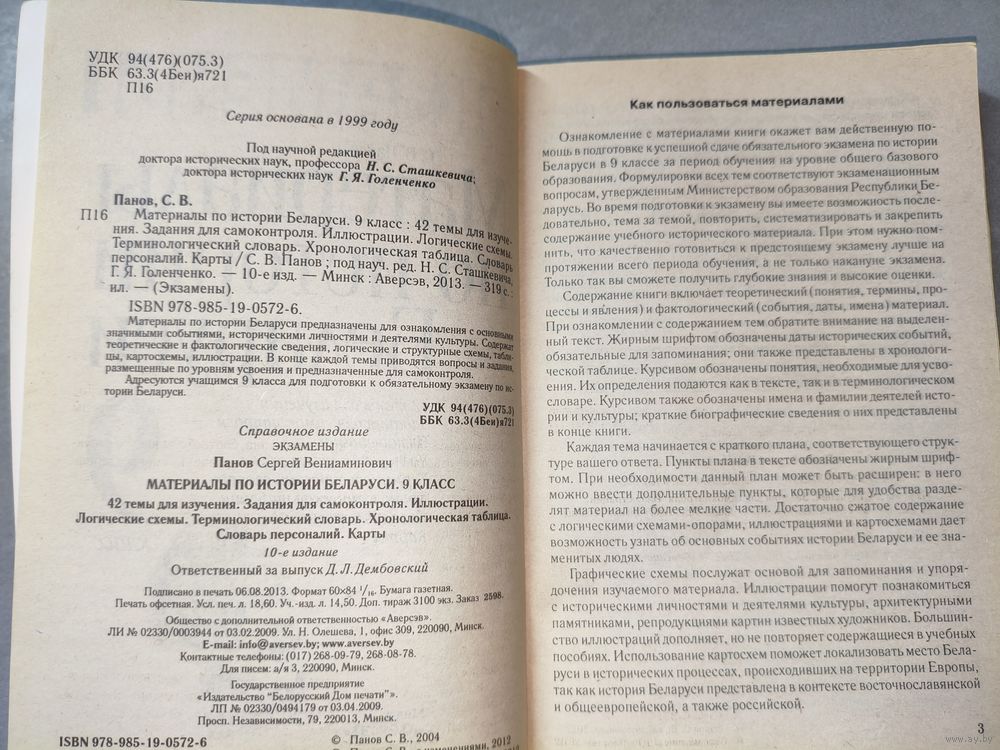 УДК 94(476)(075.3)
ББК 63.3(4Беи)я721
П16
Серия основана в 1999 году
Под научной редакцией
доктора исторических наук, профессора Н. С. Сташкевича;
доктора исторических наук Г. Я. Голенченко
Панов, С. В.
П16 Материалы по истории Беларуси. 9 класс : 42 темы для изуче-
ния. Задания для самоконтроля. Иллюстрации. Логические схемы.
Терминологический словарь. Хронологическая таблица. Словарь
персоналий. Карты / С. В. Панов ; под науч. ред. Н. С. Сташкевича,
Г. Я. Голенченко. — 10-е изд. — Минск : Аверсэв, 2013. — 319 с. :
ил. — (Экзамены).
ISBN 978-985-19-0572-6.
Материалы по истории Беларуси предназначены для ознакомления с основными
значимыми событиями, историческими личностями и деятелями культуры. Содержат
теоретические и фактологические сведения, логические и структурные схемы, табли-
цы, картосхемы, иллюстрации. В конце каждой темы приводятся вопросы и задания,
размещенные по уровням усвоения и предназначенные для самоконтроля.
Адресуются учащимся 9 класса для подготовки к обязательному экзамену по ис-
тории Беларуси.
УДК 94(476)(075.3)
ББК 63.3(4Беи)я721
Справочное издание
ЭКЗАМЕНЫ
Панов Сергей Вениаминович
МАТЕРИАЛЫ ПО ИСТОРИИ БЕЛАРУСИ. 9 КЛАСС
42 темы для изучения. Задания для самоконтроля. Иллюстрации.
Логические схемы. Терминологический словарь. Хронологическая таблица.
Словарь персоналий. Карты
10-е издание
Ответственный за выпуск Д. Л. Дембовский
Подписано в печать 06.08.2013. Формат 60×84 1/16. Бумага газетная.
Печать офсетная. Усл. печ. л. 18,60. Уч.-изд. л. 14,50. Доп. тираж 3100 экз. Заказ 2598.
Общество с дополнительной ответственностью «Аверсэв».
ЛИ № 02330/0003944 от 03.02.2009. Ул. Н. Олешева, 1, офис 309, 220090, Минск.
E-mail: info@aversev.by; www.aversev.by
Контактные телефоны: (017) 268-09-79, 268-08-78.
Для писем: а/я 3, 220090, Минск.
Государственное предприятие
«Издательство "Белорусский Дом печати"».
ЛП № 02330/0494179 от 03.04.2009.
Просп. Независимости, 79, 220013, Минск.
ISBN 978-985-19-0572-6
© Панов С. В., 2004
© Панов С. В., с изменениями, 2012
Как пользоваться материалами
Ознакомление с материалами книги окажет вам действенную по-
мощь в подготовке к успешной сдаче обязательного экзамена по истории
Беларуси в 9 классе за период обучения на уровне общего базового
образования. Формулировки всех тем соответствуют экзаменационным
вопросам, утвержденным Министерством образования Республики Бе-
ларусь. Во время подготовки к экзамену вы имеете возможность после-
довательно, тема за темой, повторить, систематизировать и закрепить
содержание учебного исторического материала. При этом нужно пом-
нить, что качественно готовиться к предстоящему экзамену лучше на
протяжении всего периода обучения, а не только накануне экзамена.
Только так вы сможете получить глубокие знания и высокие оценки.
Содержание книги включает теоретический (понятия, термины, про-
цессы и явления) и фактологический (события, даты, имена) материал.
При ознакомлении с содержанием тем обратите внимание на выделен-
ный текст. Жирным шрифтом обозначены даты исторических событий,
обязательные для запоминания; они также представлены в хронологи-
ческой таблице. Курсивом обозначены понятия, необходимые для усво-
ения. Их определения подаются как в тексте, так и в терминологическом
словаре. Курсивом также обозначены имена и фамилии деятелей исто-
рии и культуры; краткие биографические сведения о них представлены
в конце книги.
Каждая тема начинается с краткого плана, соответствующего структу-
ре вашего ответа. Пункты плана в тексте обозначены жирным шриф-
том. При необходимости данный план может быть расширен: в него
можно ввести дополнительные пункты, которые для удобства разде-
лят материал на более мелкие части. Достаточно сжатое содержание
с логическими схемами-опорами, иллюстрациями и картосхемами дает
возможность узнать об основных событиях истории Беларуси и ее зна-
менитых людях.
Графические схемы послужат основой для запоминания и упоря-
дочения изучаемого материала. Иллюстрации помогут познакомиться
с историческими личностями и деятелями культуры, архитектурными
памятниками, репродукциями картин известных художников. Большин-
ство иллюстраций дополняет, но не повторяет содержащиеся в учебных
пособиях. Использование картосхем поможет локализовать место Бела-
руси в исторических процессах, происходивших на территории Европы,
так как история Беларуси представлена в контексте восточнославянской
и общеевропейской, а также российской.
3
www.ay.by